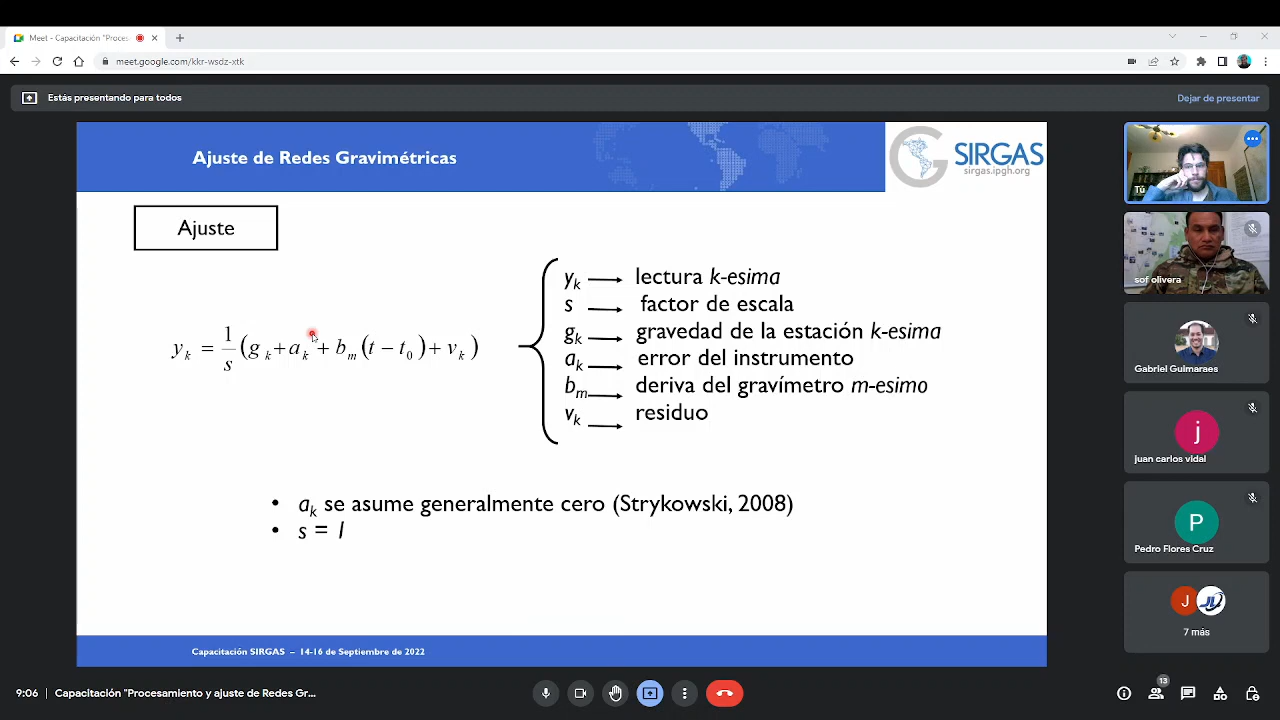 Meet - Capacitación "Proces
meet.google.com/kkr-wsdz-xtk
Estás presentando para todos
Dejar de presentar
Ajuste de Redes Gravimétricas
SIRGAS
sirgas.ipgh.org
Ajuste
y_k = 1/s (g_k + a_k + b_m (t − t_0) + v_k)
y_k → lectura k-esima
s → factor de escala
g_k → gravedad de la estación k-esima
a_k → error del instrumento
b_m → deriva del gravímetro m-esimo
v_k → residuo
• a_k se asume generalmente cero (Strykowski, 2008)
• s = 1
Capacitación SIRGAS – 14-16 de Septiembre de 2022
Tú
sof olivera
Gabriel Guimaraes
j
juan carlos vidal
P
Pedro Flores Cruz
J
7 más
9:06 | Capacitación "Procesamiento y ajuste de Redes Gr...
13